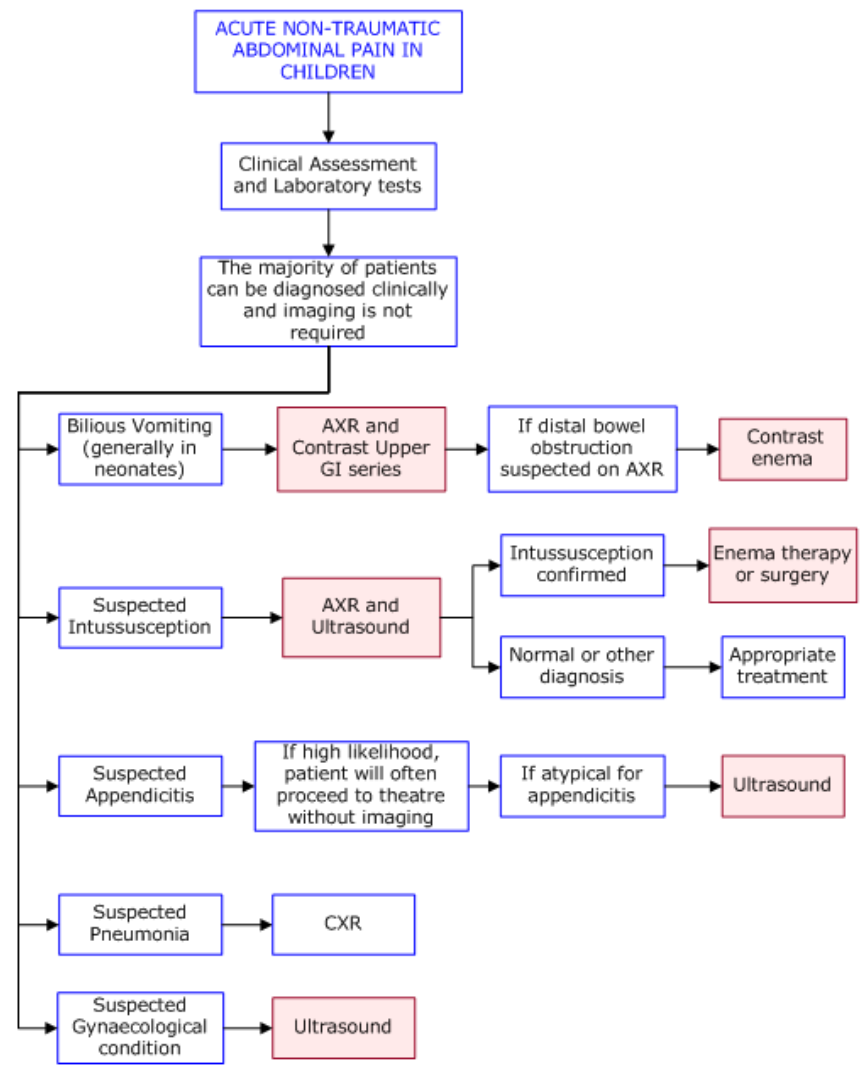 ACUTE NON-TRAUMATIC
ABDOMINAL PAIN IN
CHILDREN
Clinical Assessment
and Laboratory tests
The majority of patients
can be diagnosed clinically
and imaging is not
required
Bilious Vomiting
(generally in
neonates)
AXR and
Contrast Upper
GI series
If distal bowel
obstruction
suspected on AXR
Contrast
enema
Suspected
Intussusception
AXR and
Ultrasound
Intussusception
confirmed
Enema therapy
or surgery
Normal or other
diagnosis
Appropriate
treatment
Suspected
Appendicitis
If high likelihood,
patient will often
proceed to theatre
without imaging
If atypical for
appendicitis
Ultrasound
Suspected
Pneumonia
CXR
Suspected
Gynaecological
condition
Ultrasound